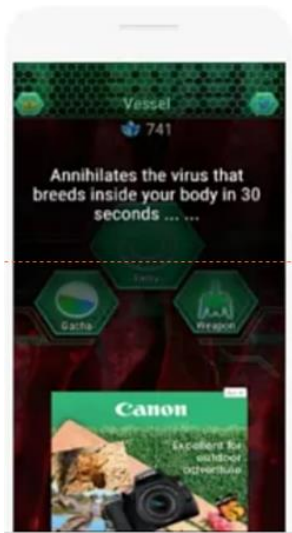 Vessel
741
Annihilates the virus that
breeds inside your body in 30
seconds ... ...
Gacha
Weapon
Canon
Excellent for
outdoor
adventure